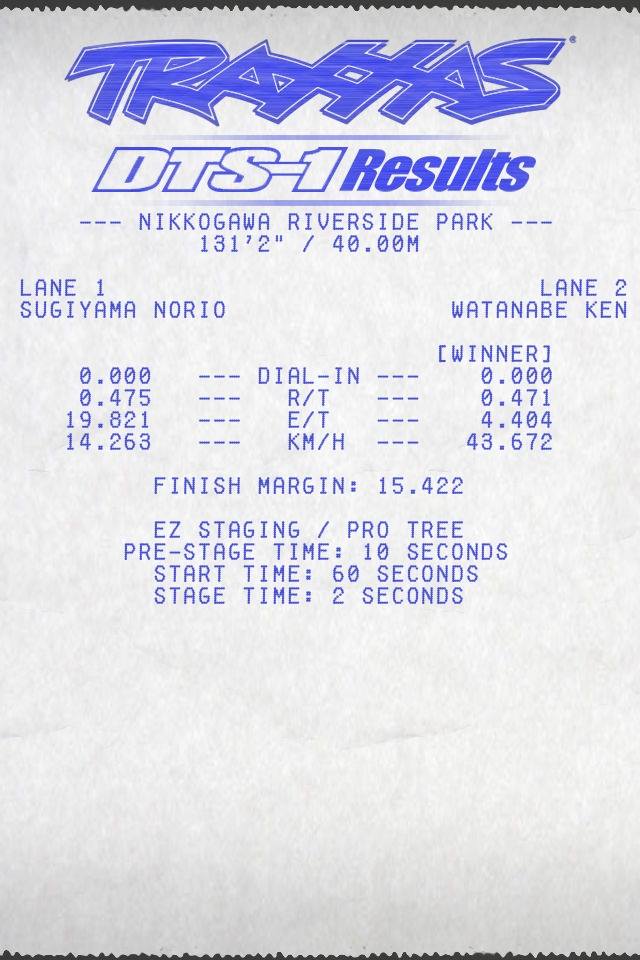 TRAXXAS®
DTS-1 Results
--- NIKKOGAWA RIVERSIDE PARK ---
131'2" / 40.00M
LANE 1 LANE 2
SUGIYAMA NORIO WATANABE KEN
[WINNER]
0.000 --- DIAL-IN --- 0.000
0.475 --- R/T --- 0.471
19.821 --- E/T --- 4.404
14.263 --- KM/H --- 43.672
FINISH MARGIN: 15.422
EZ STAGING / PRO TREE
PRE-STAGE TIME: 10 SECONDS
START TIME: 60 SECONDS
STAGE TIME: 2 SECONDS